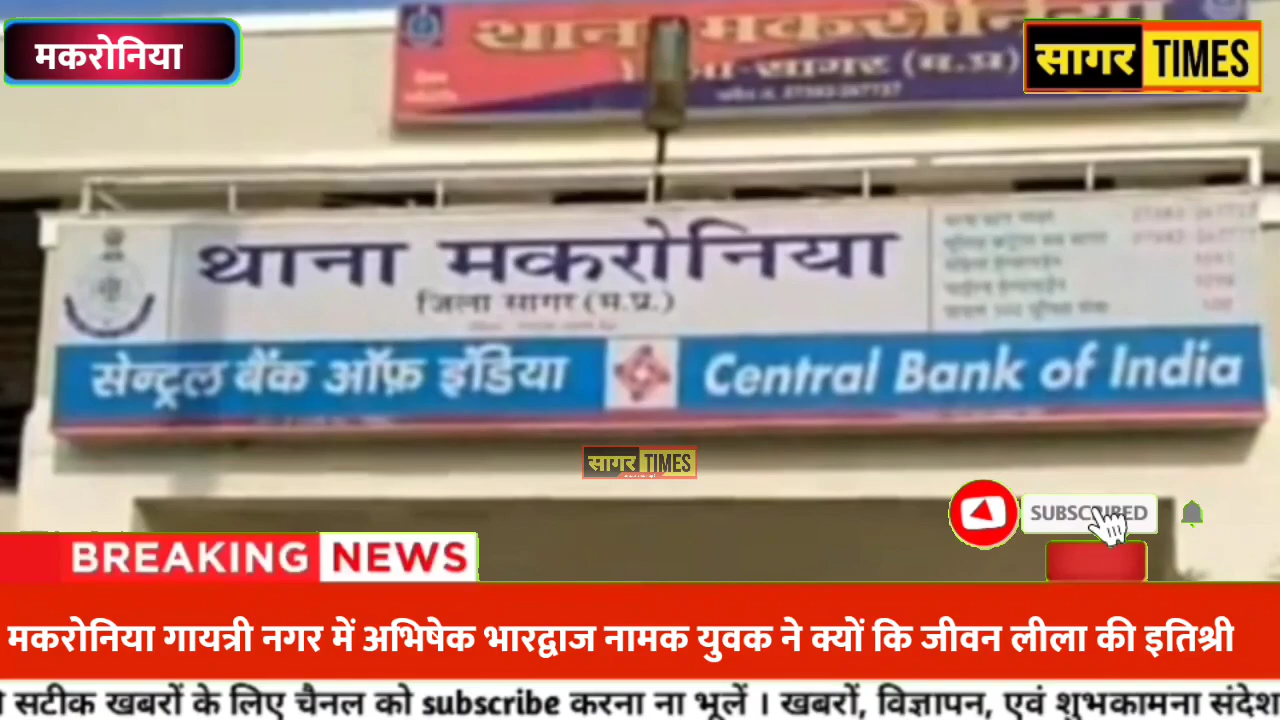 मकरोनिया
सागर TIMES
थाना मकरोनिया
जिला-सागर (म.प्र)
थाना मकरोनिया
जिला सागर (म.प्र.)
सेन्ट्रल बैंक ऑफ़ इंडिया
Central Bank of India
सागर TIMES
SUBSCRIBED
BREAKING NEWS
मकरोनिया गायत्री नगर में अभिषेक भारद्वाज नामक युवक ने क्यों कि जीवन लीला की इतिश्री
सटीक खबरों के लिए चैनल को subscribe करना ना भूलें । खबरों, विज्ञापन, एवं शुभकामना संदेश